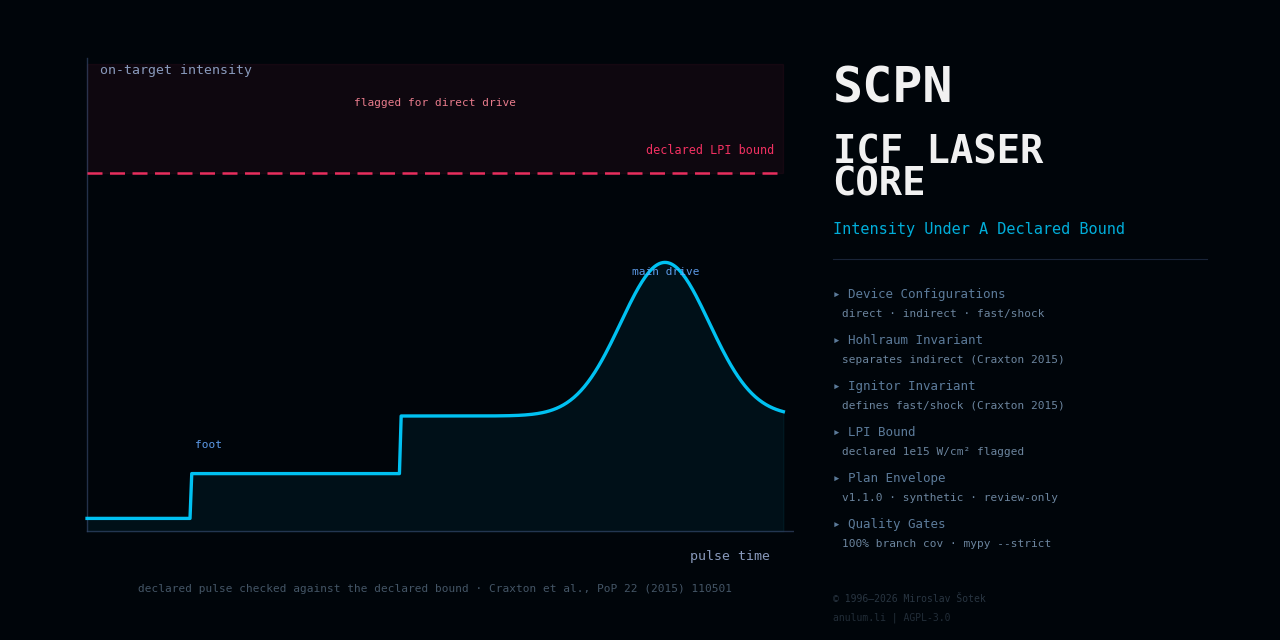 on-target intensity
flagged for direct drive
declared LPI bound
main drive
foot
pulse time
declared pulse checked against the declared bound · Craxton et al., PoP 22 (2015) 110501
SCPN
ICF LASER
CORE
Intensity Under A Declared Bound
▸ Device Configurations
direct · indirect · fast/shock
▸ Hohlraum Invariant
separates indirect (Craxton 2015)
▸ Ignitor Invariant
defines fast/shock (Craxton 2015)
▸ LPI Bound
declared 1e15 W/cm² flagged
▸ Plan Envelope
v1.1.0 · synthetic · review-only
▸ Quality Gates
100% branch cov · mypy --strict
© 1996–2026 Miroslav Šotek
anulum.li | AGPL-3.0